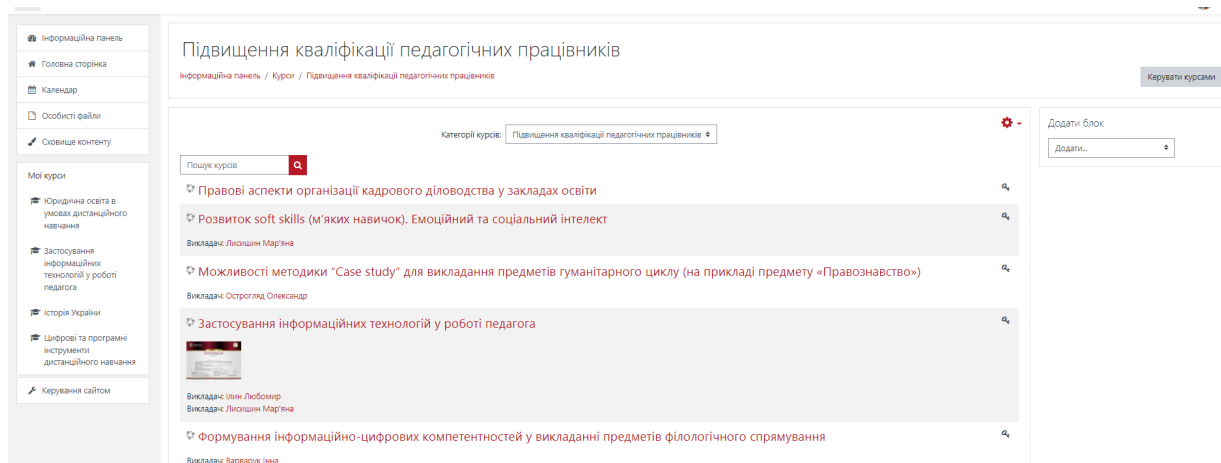 Інформаційна панель
Головна сторінка
Календар
Особисті файли
Сховище контенту
Мої курси
Юридична освіта в
умовах дистанційного
навчання
Застосування
інформаційних
технологій у роботі
педагога
Історія України
Цифрові та програмні
інструменти
дистанційного навчання
Керування сайтом
Підвищення кваліфікації педагогічних працівників
Інформаційна панель / Курси / Підвищення кваліфікації педагогічних працівників
Керувати курсами
Категорії курсів: Підвищення кваліфікації педагогічних працівників
Пошук курсів
Правові аспекти організації кадрового діловодства у закладах освіти
Розвиток soft skills (м'яких навичок). Емоційний та соціальний інтелект
Викладач: Лисишин Мар'яна
Можливості методики “Case study” для викладання предметів гуманітарного циклу (на прикладі предмету «Правознавство»)
Викладач: Острогляд Олександр
Застосування інформаційних технологій у роботі педагога
Викладач: Ілин Любомир
Викладач: Лисишин Мар'яна
Формування інформаційно-цифрових компетентностей у викладанні предметів філологічного спрямування
Викладач: Варварук Інна
Додати блок
Додати...